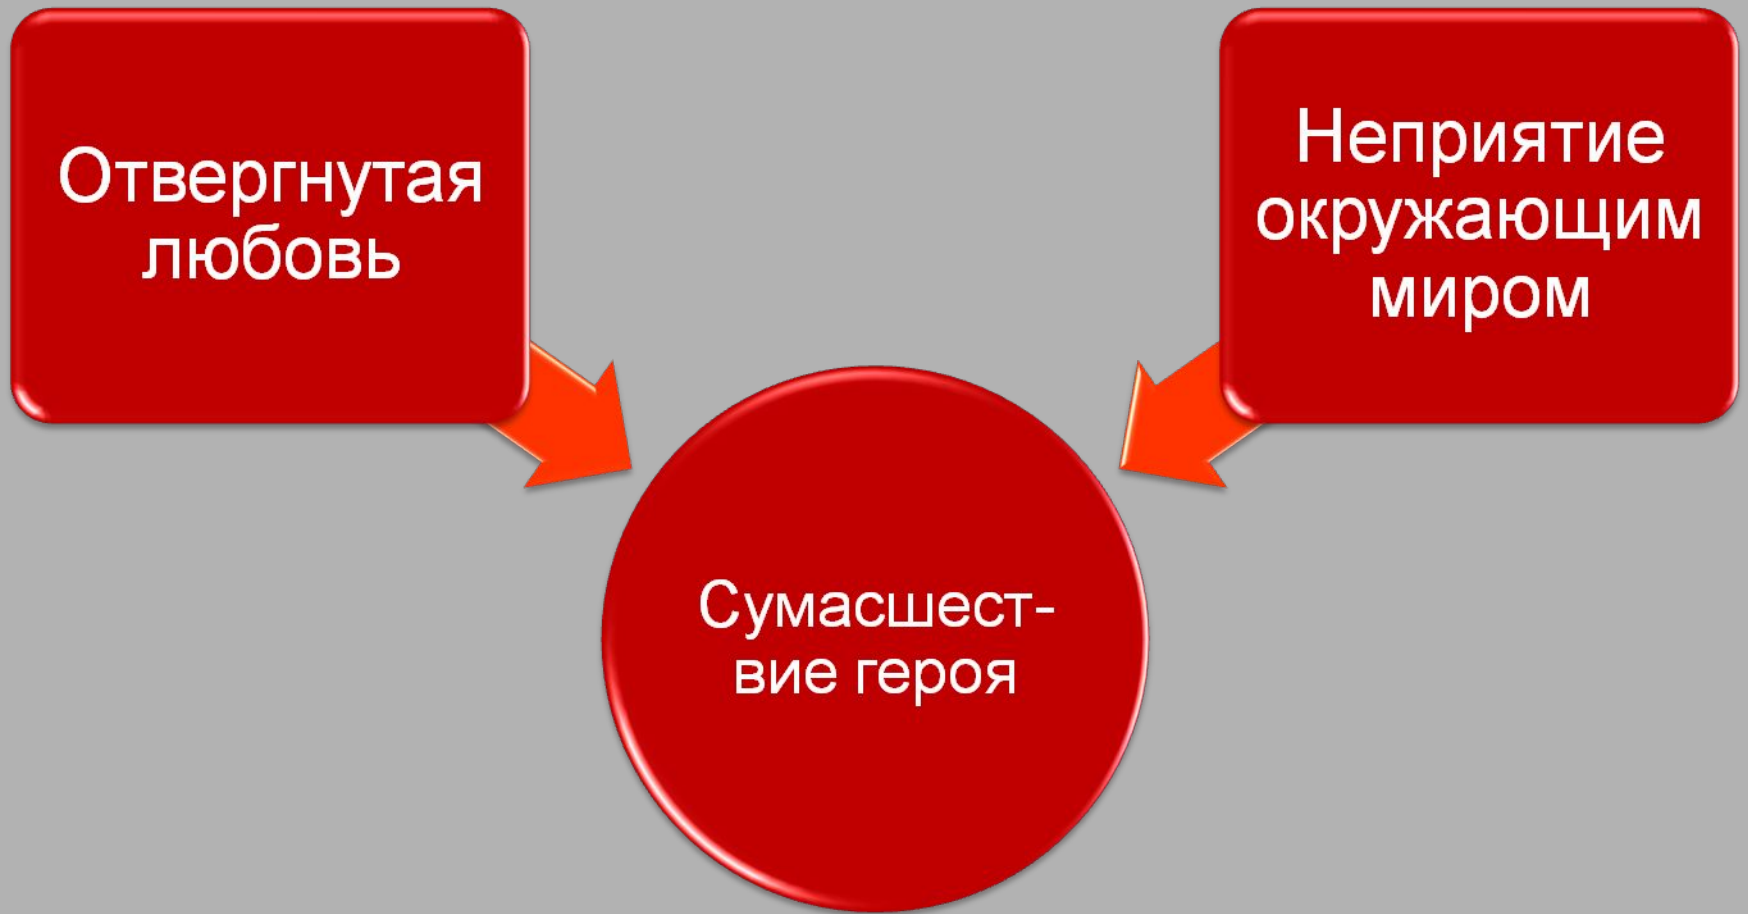 Отвергнутая
любовь
Неприятие
окружающим
миром
Сумасшест-
вие героя